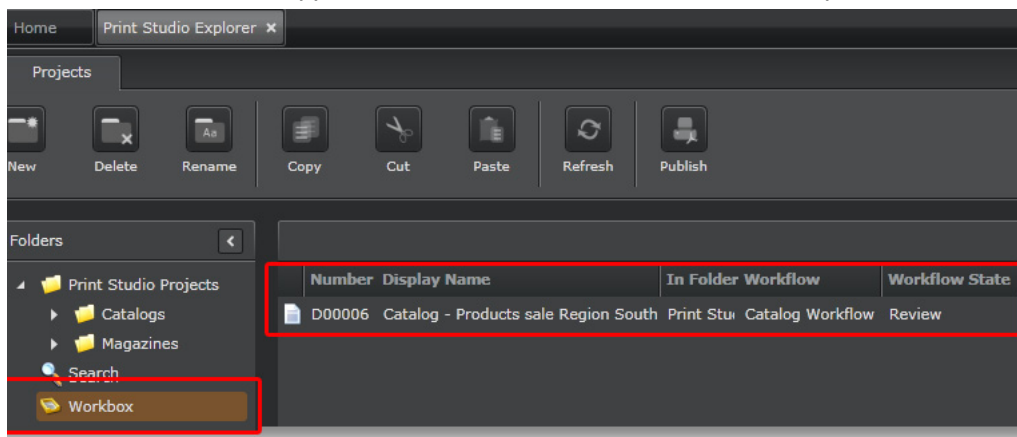 Home Print Studio Explorer ×
Projects
New Delete Rename Copy Cut Paste Refresh Publish
Folders
Number Display Name In Folder Workflow Workflow State
D00006 Catalog - Products sale Region South Print Stu Catalog Workflow Review
Print Studio Projects
Catalogs
Magazines
Search
Workbox